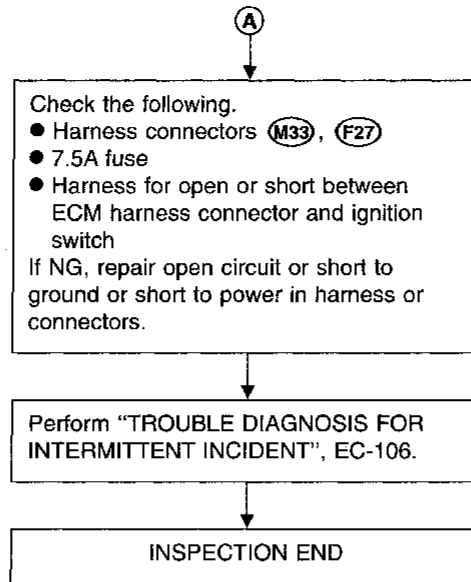 A
Check the following.
● Harness connectors M33, F27
● 7.5A fuse
● Harness for open or short between
ECM harness connector and ignition
switch
If NG, repair open circuit or short to
ground or short to power in harness or
connectors.
Perform “TROUBLE DIAGNOSIS FOR
INTERMITTENT INCIDENT”, EC-106.
INSPECTION END